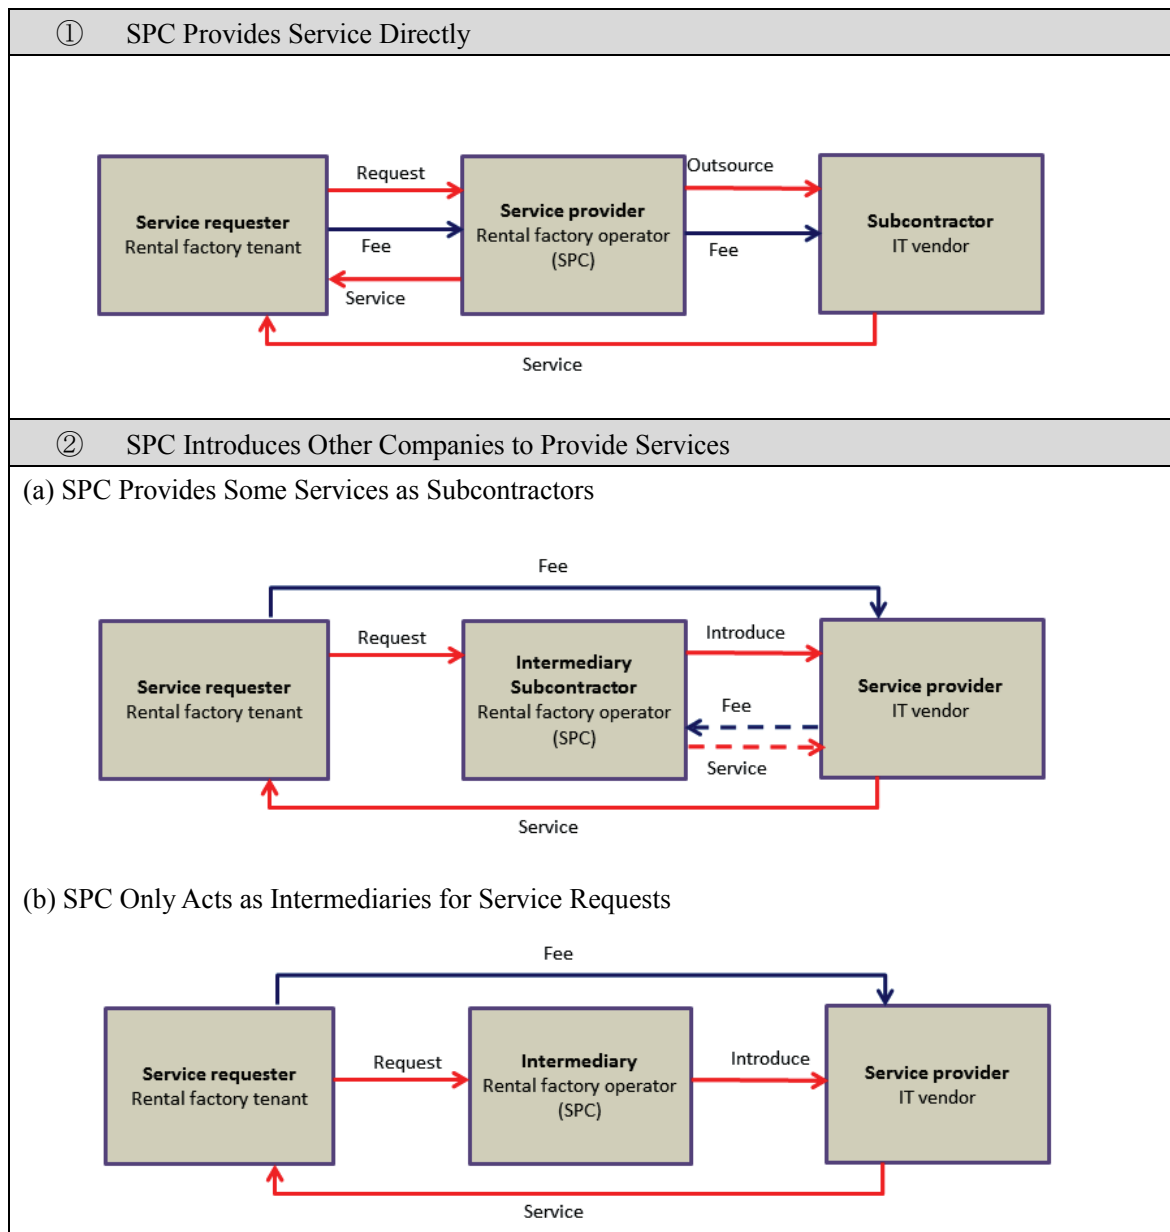 ① SPC Provides Service Directly
Request
Outsource
Service requester
Rental factory tenant
Service provider
Rental factory operator
(SPC)
Subcontractor
IT vendor
Fee
Fee
Service
Service
② SPC Introduces Other Companies to Provide Services
(a) SPC Provides Some Services as Subcontractors
Fee
Request
Introduce
Service requester
Rental factory tenant
Intermediary
Subcontractor
Rental factory operator
(SPC)
Service provider
IT vendor
Fee
Service
Service
(b) SPC Only Acts as Intermediaries for Service Requests
Fee
Request
Introduce
Service requester
Rental factory tenant
Intermediary
Rental factory operator
(SPC)
Service provider
IT vendor
Service